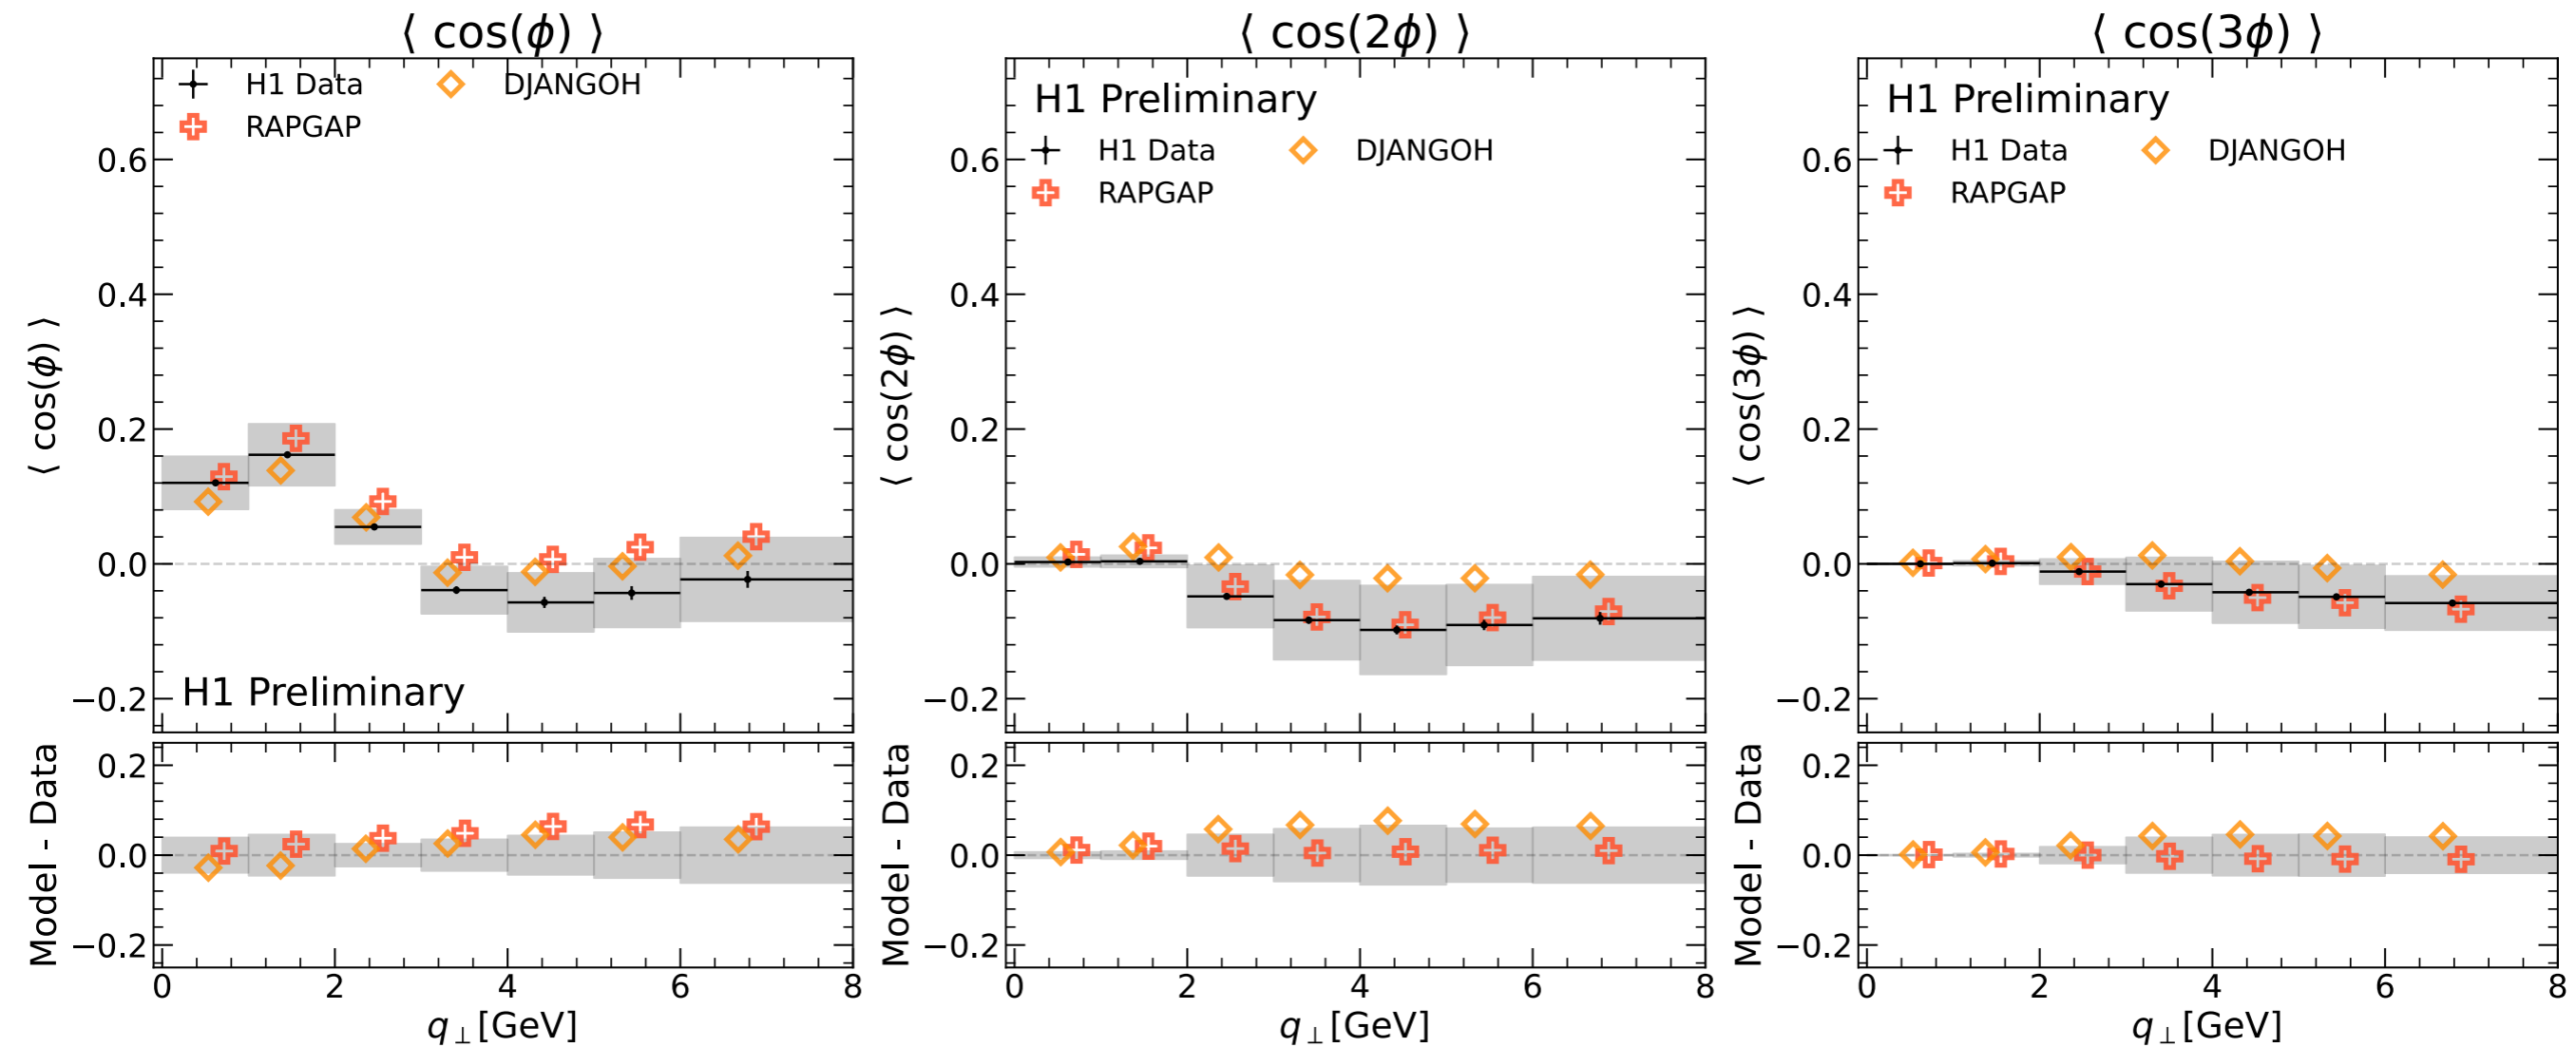 ⟨ cos(ϕ) ⟩
H1 Data
DJANGOH
RAPGAP
0.6
0.4
0.2
0.0
−0.2
⟨ cos(ϕ) ⟩
H1 Preliminary
0.2
0.0
−0.2
Model - Data
0 2 4 6 8
q⊥[GeV]
⟨ cos(2ϕ) ⟩
H1 Preliminary
H1 Data
DJANGOH
RAPGAP
0.6
0.4
0.2
0.0
−0.2
⟨ cos(2ϕ) ⟩
0.2
0.0
−0.2
Model - Data
0 2 4 6 8
q⊥[GeV]
⟨ cos(3ϕ) ⟩
H1 Preliminary
H1 Data
DJANGOH
RAPGAP
0.6
0.4
0.2
0.0
−0.2
⟨ cos(3ϕ) ⟩
0.2
0.0
−0.2
Model - Data
0 2 4 6 8
q⊥[GeV]